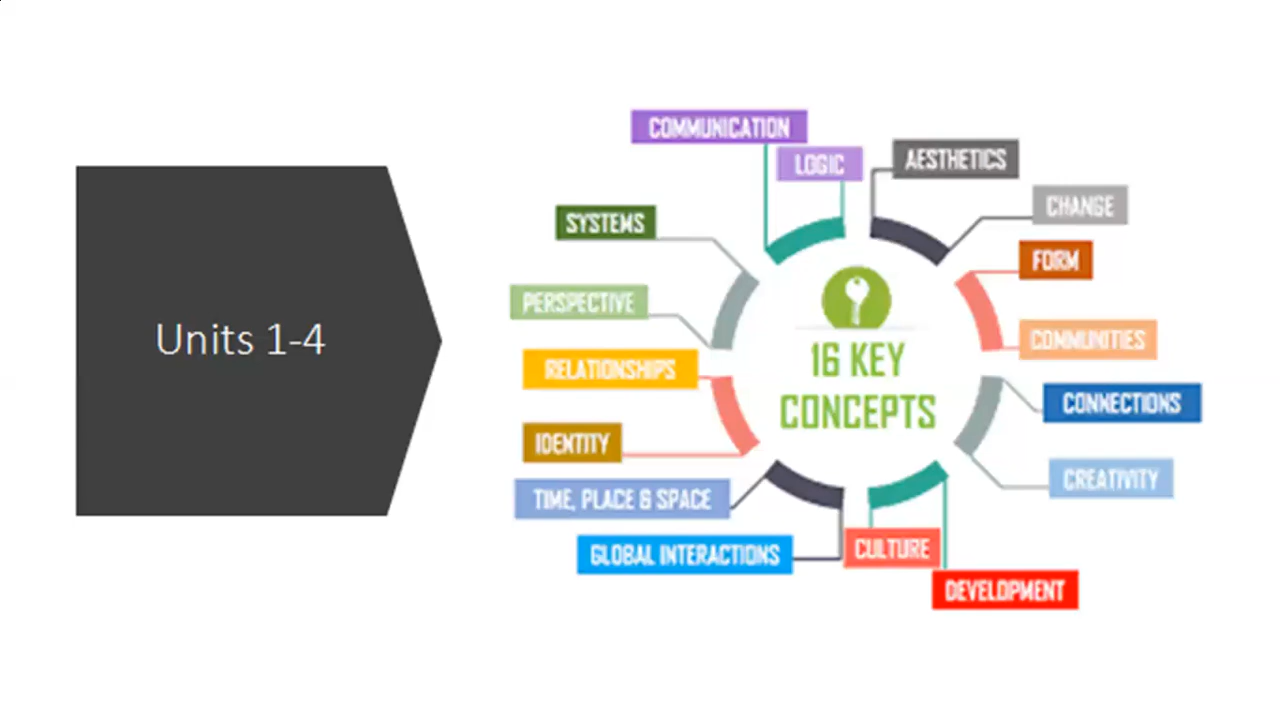 Units 1-4
COMMUNICATION
LOGIC
AESTHETICS
SYSTEMS
CHANGE
FORM
PERSPECTIVE
COMMUNITIES
RELATIONSHIPS
16 KEY
CONCEPTS
CONNECTIONS
IDENTITY
CREATIVITY
TIME, PLACE & SPACE
GLOBAL INTERACTIONS
CULTURE
DEVELOPMENT